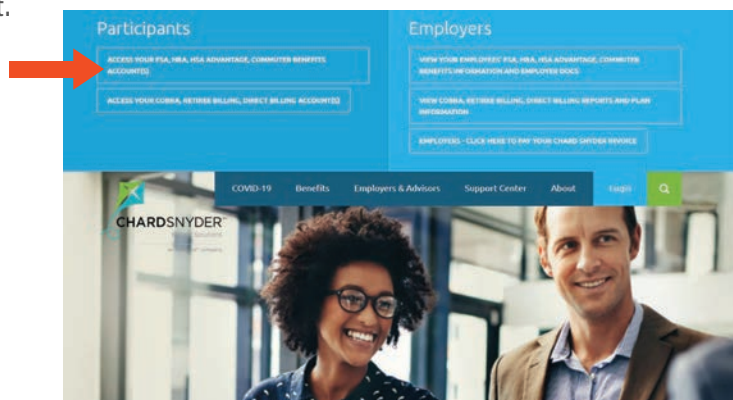 t.
Participants
ACCESS YOUR FSA, HRA, HSA ADVANTAGE, COMMUTER BENEFITS
ACCOUNT(S)
ACCESS YOUR COBRA, RETIREE BILLING, DIRECT BILLING ACCOUNT(S)
Employers
VIEW YOUR EMPLOYEES' FSA, HRA, HSA ADVANTAGE, COMMUTER
BENEFITS INFORMATION AND EMPLOYER DOCS
VIEW COBRA, RETIREE BILLING, DIRECT BILLING REPORTS AND PLAN
INFORMATION
EMPLOYERS - CLICK HERE TO PAY YOUR CHARD SNYDER INVOICE
COVID-19 Benefits Employers & Advisors Support Center About Login
CHARDSNYDER
Solutions